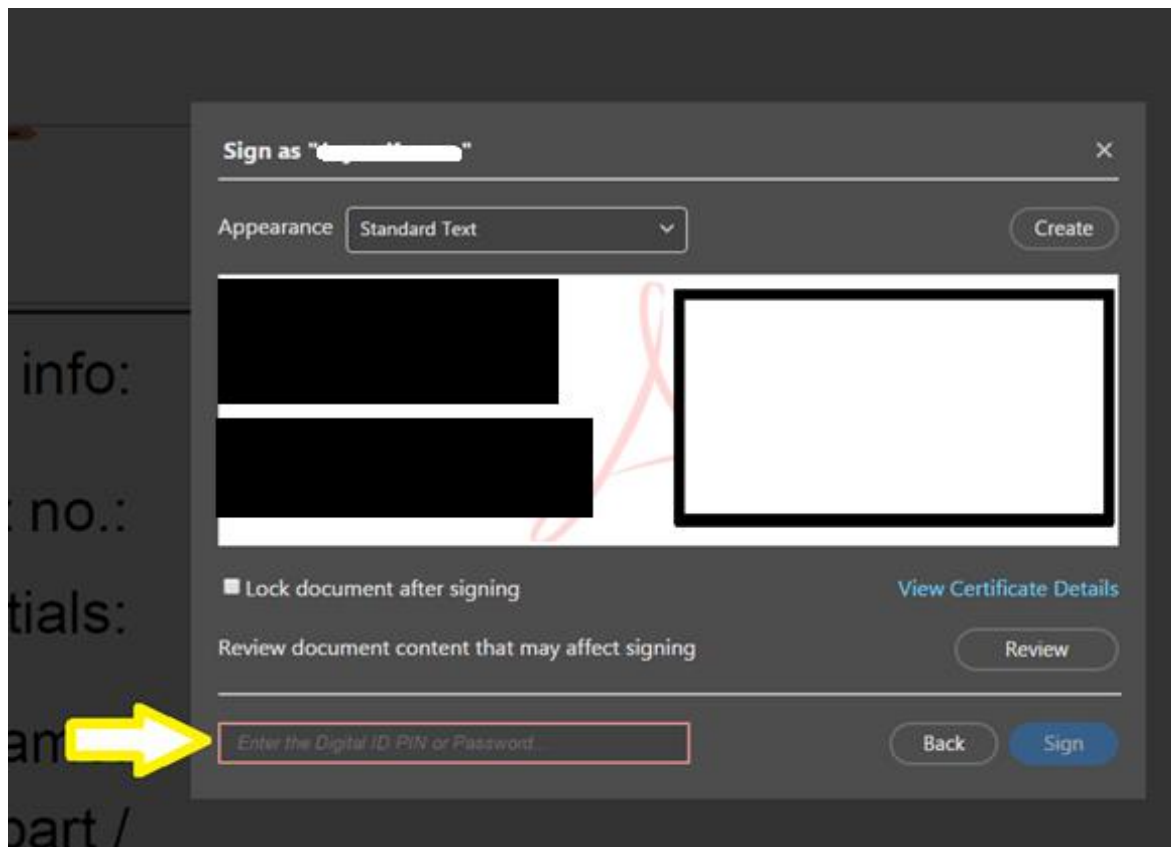 Sign as " "
Appearance Standard Text Create
info:
no.:
tials:
Lock document after signing View Certificate Details
Review document content that may affect signing Review
Enter the Digital ID PIN or Password... Back Sign
am
part /